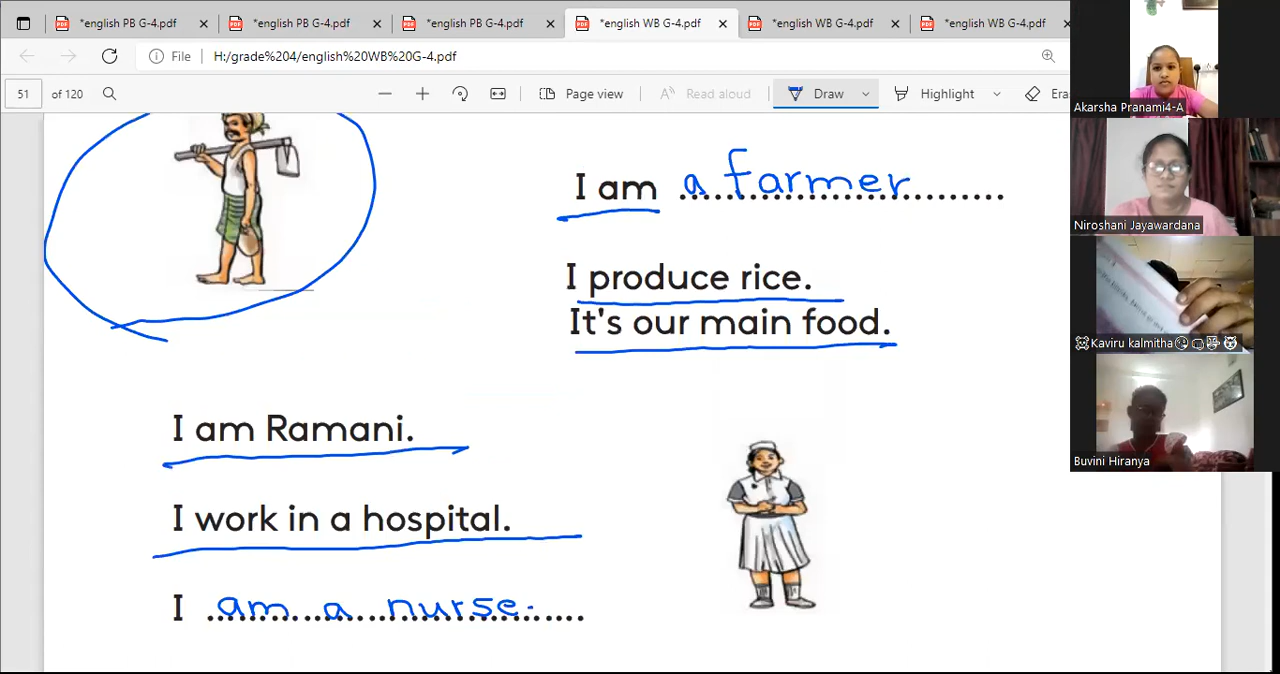 *english PB G-4.pdf
*english PB G-4.pdf
*english PB G-4.pdf
*english WB G-4.pdf
*english WB G-4.pdf
*english WB G-4.pdf
File H:/grade%204/english%20WB%20G-4.pdf
51 of 120 Page view Read aloud Draw Highlight Era
I am a farmer
I produce rice.
It's our main food.
I am Ramani.
I work in a hospital.
I am a nurse.
Akarsha Pranami4-A
Niroshani Jayawardana
Kaviru kalmitha
Buvini Hiranya